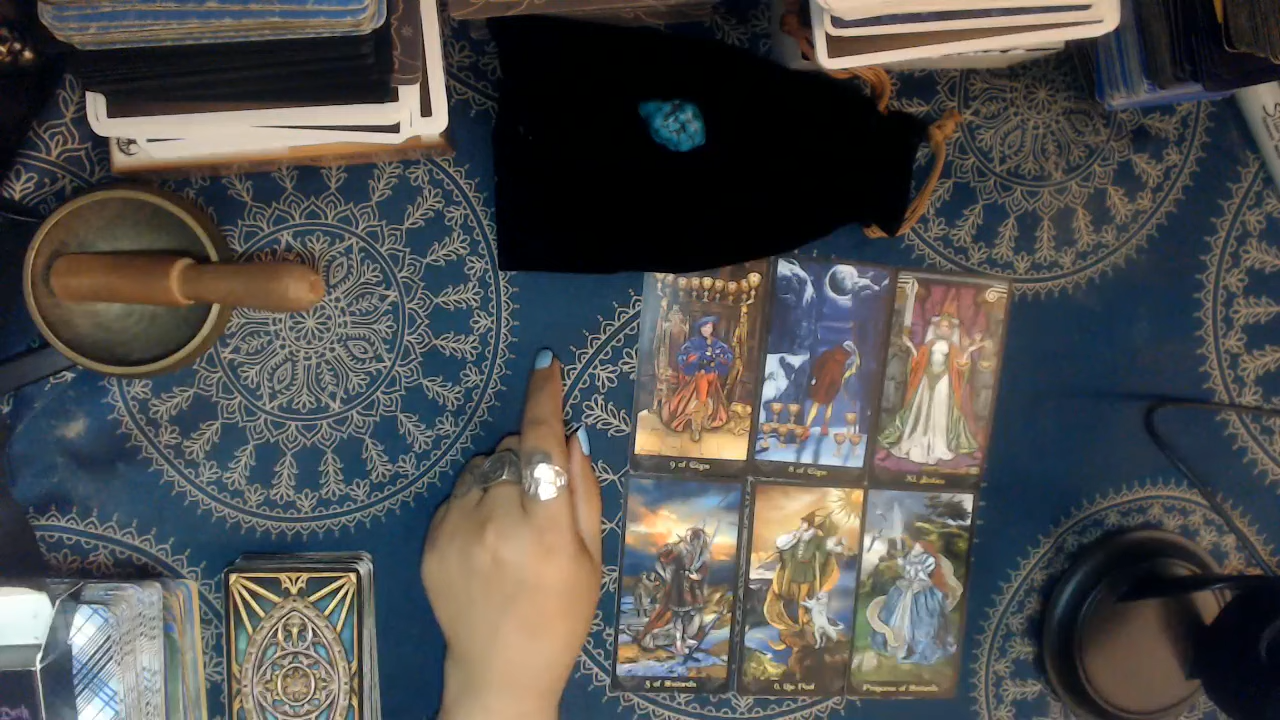 9 of Cups
8 of Cups
XI. Justice
5 of Swords
0. The Fool
Princess of Swords